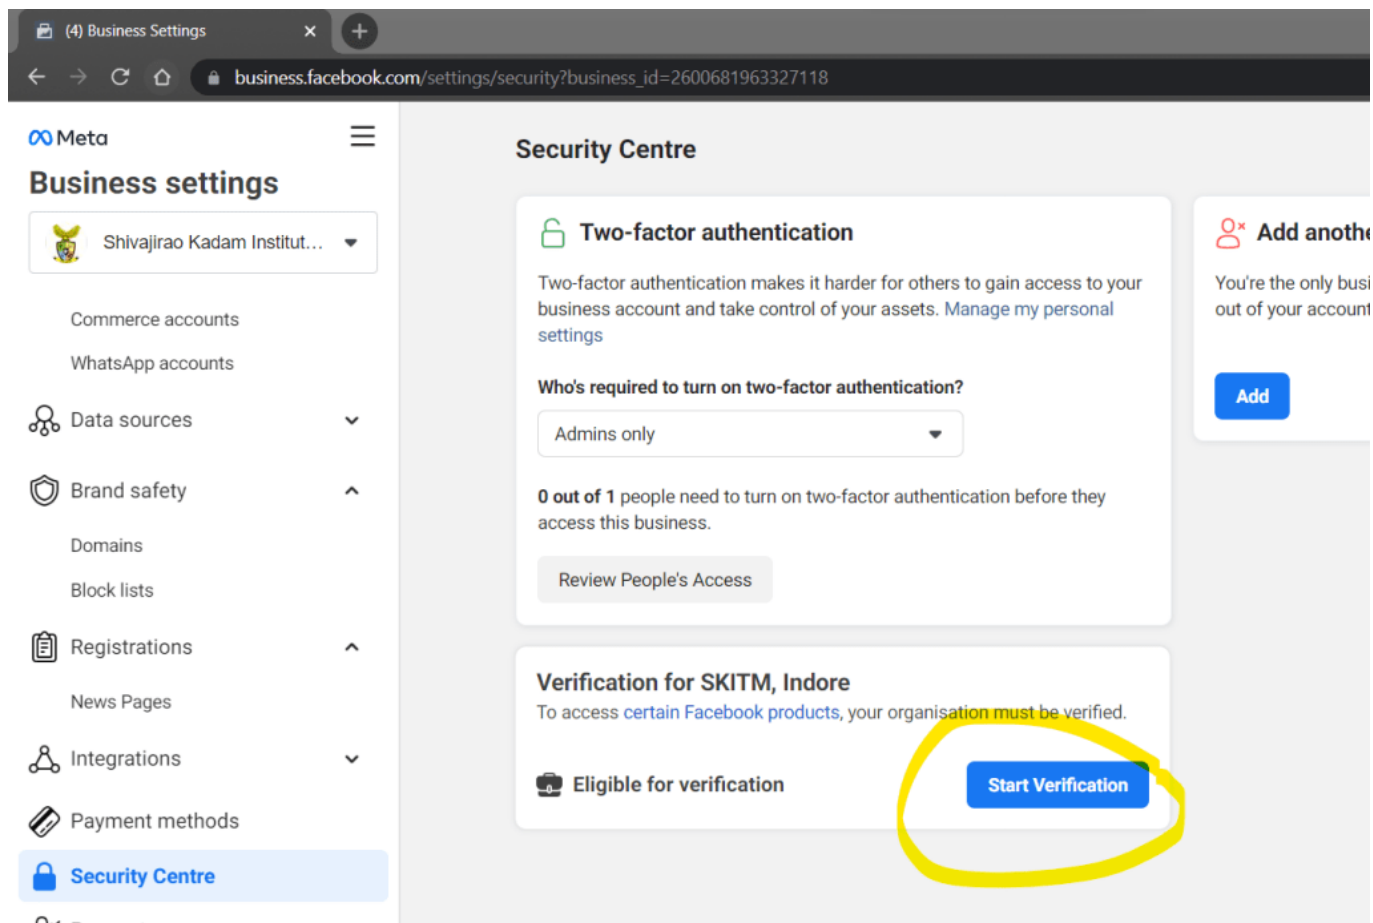 (4) Business Settings
business.facebook.com/settings/security?business_id=2600681963327118
Meta
Business settings
Shivajirao Kadam Institut...
Commerce accounts
WhatsApp accounts
Data sources
Brand safety
Domains
Block lists
Registrations
News Pages
Integrations
Payment methods
Security Centre
Security Centre
Two-factor authentication
Two-factor authentication makes it harder for others to gain access to your
business account and take control of your assets. Manage my personal
settings
Who's required to turn on two-factor authentication?
Admins only
0 out of 1 people need to turn on two-factor authentication before they
access this business.
Review People's Access
Verification for SKITM, Indore
To access certain Facebook products, your organisation must be verified.
Eligible for verification
Start Verification
Add anothe
You're the only busi
out of your account
Add